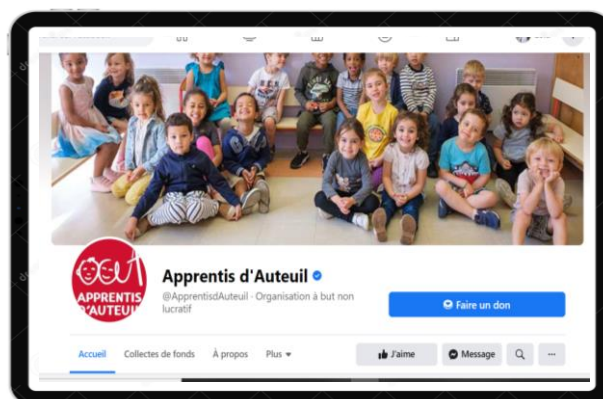 Apprentis d'Auteuil
@ApprentisdAuteuil · Organisation à but non
lucratif
APPRENTIS
D'AUTEUIL
Faire un don
Accueil Collectes de fonds À propos Plus J'aime Message